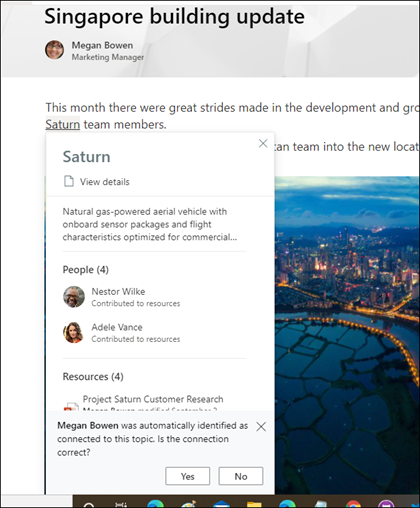 Singapore building update
Megan Bowen
Marketing Manager
This month there were great strides made in the development and gro
Saturn team members.
can team into the new locat
Saturn
View details
Natural gas-powered aerial vehicle with
onboard sensor packages and flight
characteristics optimized for commercial...
People (4)
Nestor Wilke
Contributed to resources
Adele Vance
Contributed to resources
Resources (4)
Project Saturn Customer Research
Megan Bowen modified September 2
Megan Bowen was automatically identified as
connected to this topic. Is the connection
correct?
Yes No